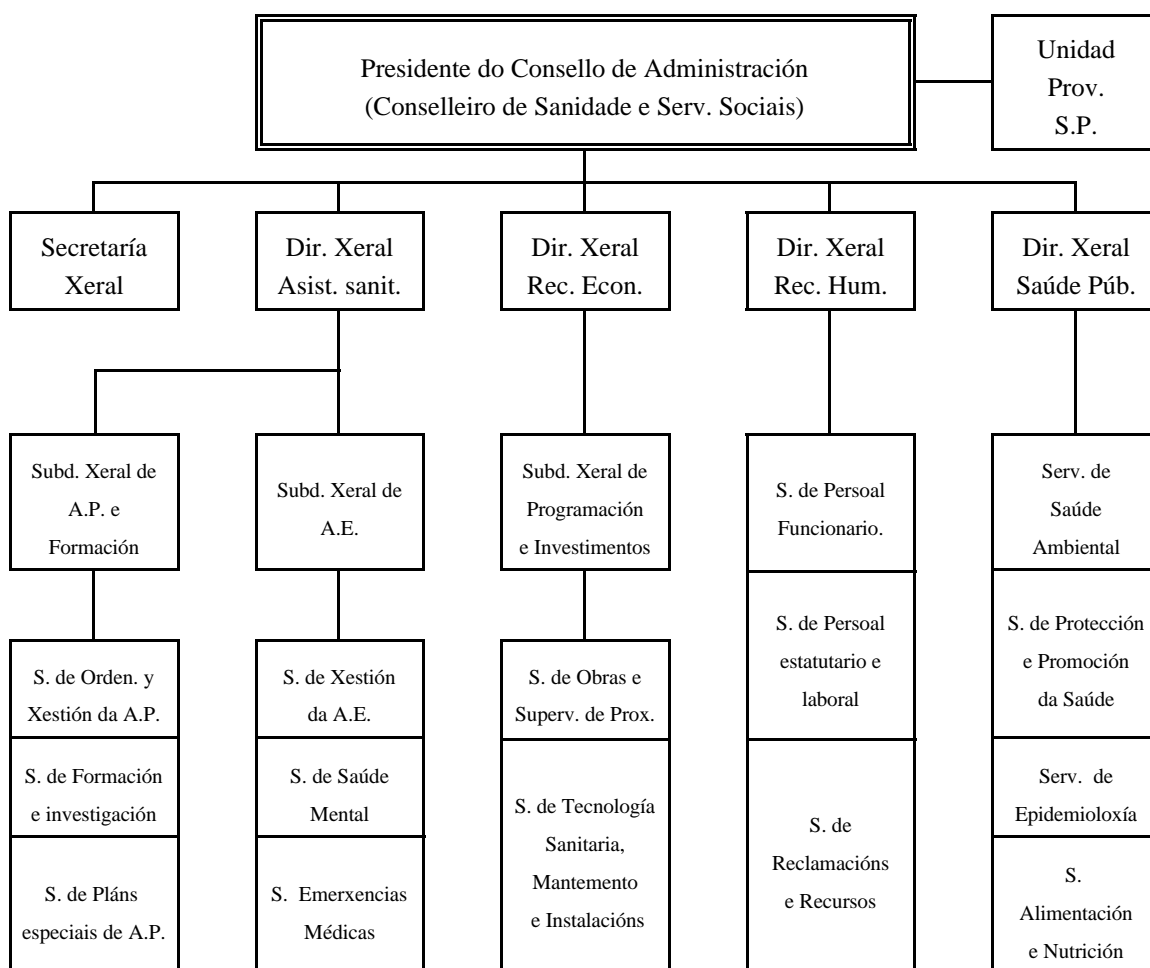 Presidente do Consello de Administración
(Conselleiro de Sanidade e Serv. Sociais)
Unidad
Prov.
S.P.
Secretaría
Xeral
Dir. Xeral
Asist. sanit.
Dir. Xeral
Rec. Econ.
Dir. Xeral
Rec. Hum.
Dir. Xeral
Saúde Púb.
Subd. Xeral de
A.P. e
Formación
Subd. Xeral de
A.E.
Subd. Xeral de
Programación
e Investimentos
S. de Persoal
Funcionario.
Serv. de
Saúde
Ambiental
S. de Orden. y
Xestión da A.P.
S. de Xestión
da A.E.
S. de Obras e
Superv. de Prox.
S. de Persoal
estatutario e
laboral
S. de Protección
e Promoción
da Saúde
S. de Formación
e investigación
S. de Saúde
Mental
S. de Tecnología
Sanitaria,
Mantemento
e Instalacións
S. de
Reclamacións
e Recursos
Serv. de
Epidemioloxía
S. de Pláns
especiais de A.P.
S. Emerxencias
Médicas
S.
Alimentación
e Nutrición